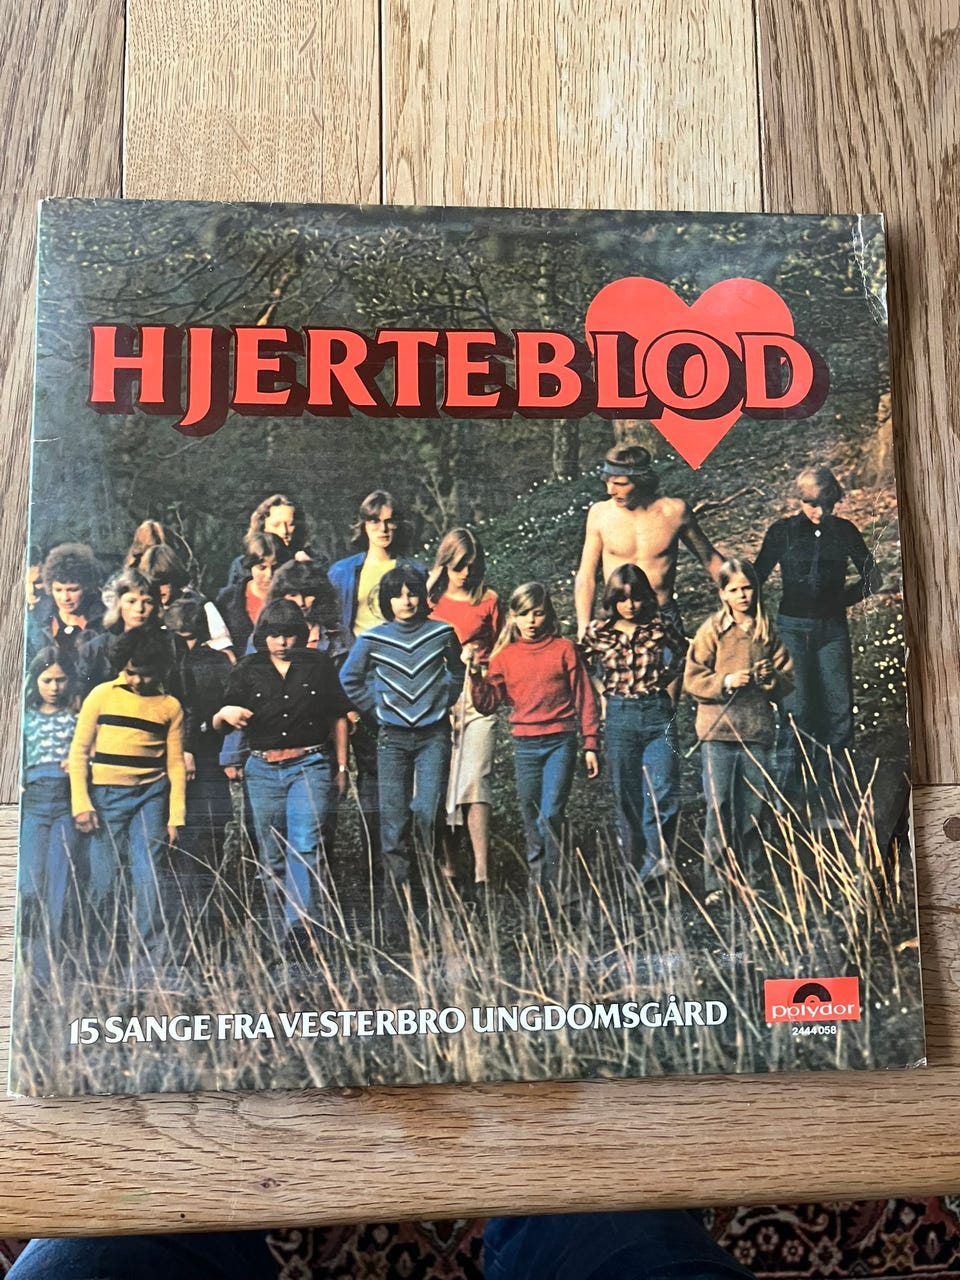 HJERTEBLOD
15 SANGE FRA VESTERBRO UNGDOMSGÅRD
polydor
2444 058